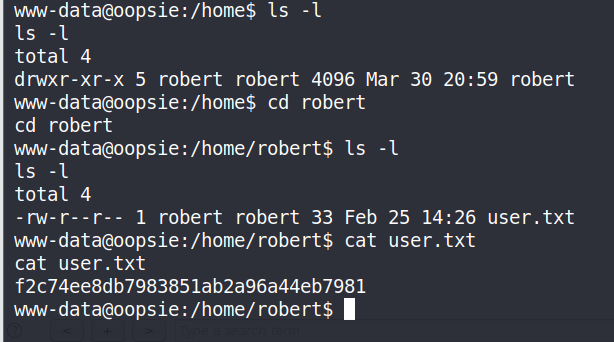 www-data@oopsie:/home$ ls -l
ls -l
total 4
drwxr-xr-x 5 robert robert 4096 Mar 30 20:59 robert
www-data@oopsie:/home$ cd robert
cd robert
www-data@oopsie:/home/robert$ ls -l
ls -l
total 4
-rw-r--r-- 1 robert robert 33 Feb 25 14:26 user.txt
www-data@oopsie:/home/robert$ cat user.txt
cat user.txt
f2c74ee8db7983851ab2a96a44eb7981
www-data@oopsie:/home/robert$
? < + > Type a search term